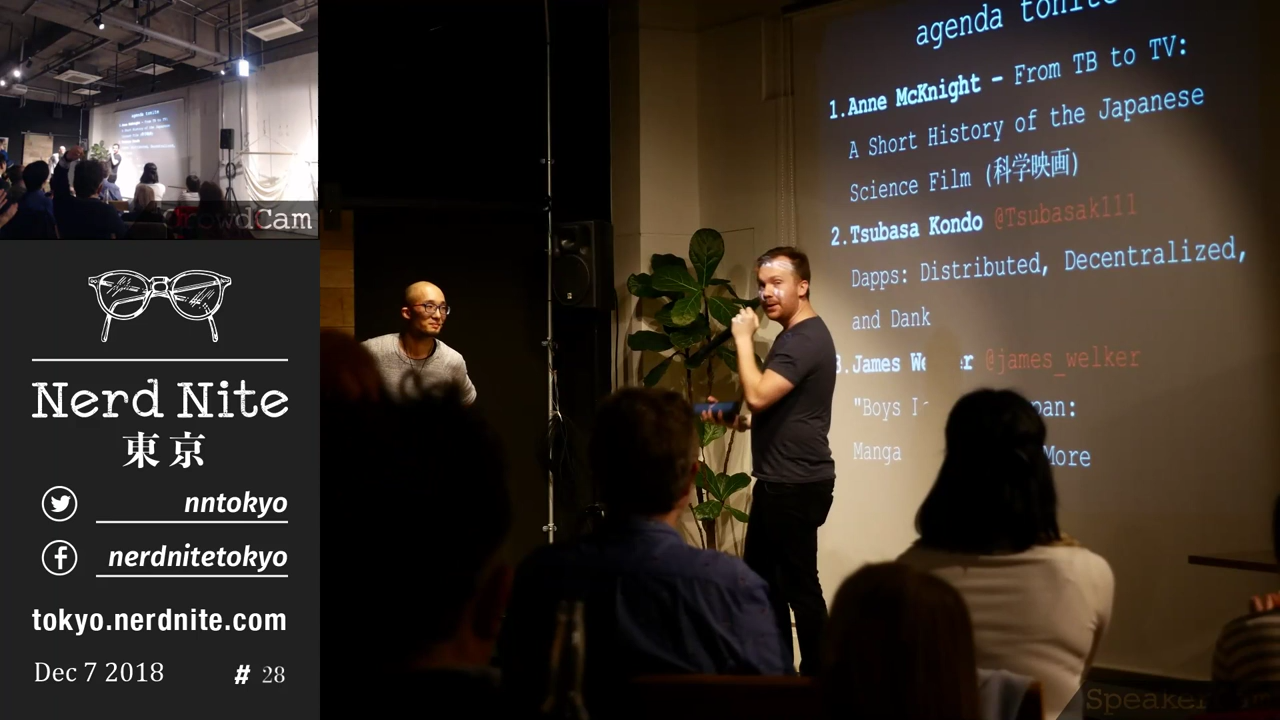 CrowdCam
Nerd Nite
東京
nntokyo
nerdnitetokyo
tokyo.nerdnite.com
Dec 7 2018
# 28
agenda tonite
1.Anne McKnight – From TB to TV:
A Short History of the Japanese
Science Film (科学映画)
2.Tsubasa Kondo @Tsubasak111
Dapps: Distributed, Decentralized,
and Dank
3.James @james_welker
"Boys
Manga More